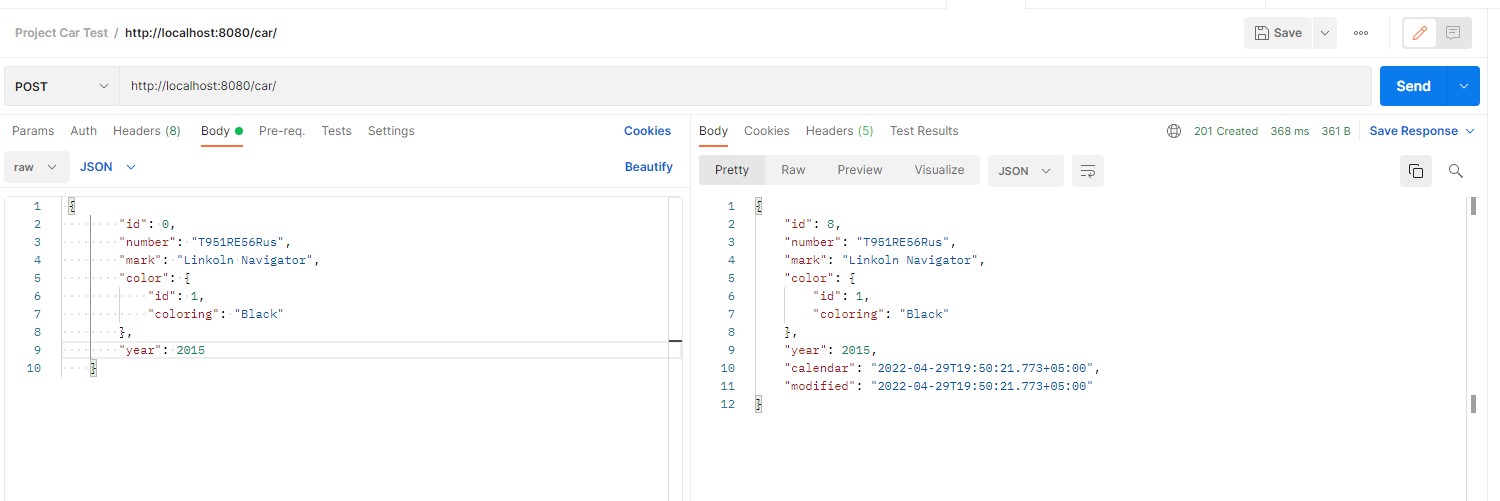 Project Car Test / http://localhost:8080/car/
Save
POST http://localhost:8080/car/
Send
Params Auth Headers (8) Body Pre-req. Tests Settings Cookies
raw JSON Beautify
1 {
2 "id": 0,
3 "number": "T951RE56Rus",
4 "mark": "Linkoln Navigator",
5 "color": {
6 "id": 1,
7 "coloring": "Black"
8 },
9 "year": 2015
10 }
Body Cookies Headers (5) Test Results 201 Created 368 ms 361 B Save Response
Pretty Raw Preview Visualize JSON
1 {
2 "id": 8,
3 "number": "T951RE56Rus",
4 "mark": "Linkoln Navigator",
5 "color": {
6 "id": 1,
7 "coloring": "Black"
8 },
9 "year": 2015,
10 "calendar": "2022-04-29T19:50:21.773+05:00",
11 "modified": "2022-04-29T19:50:21.773+05:00"
12 }